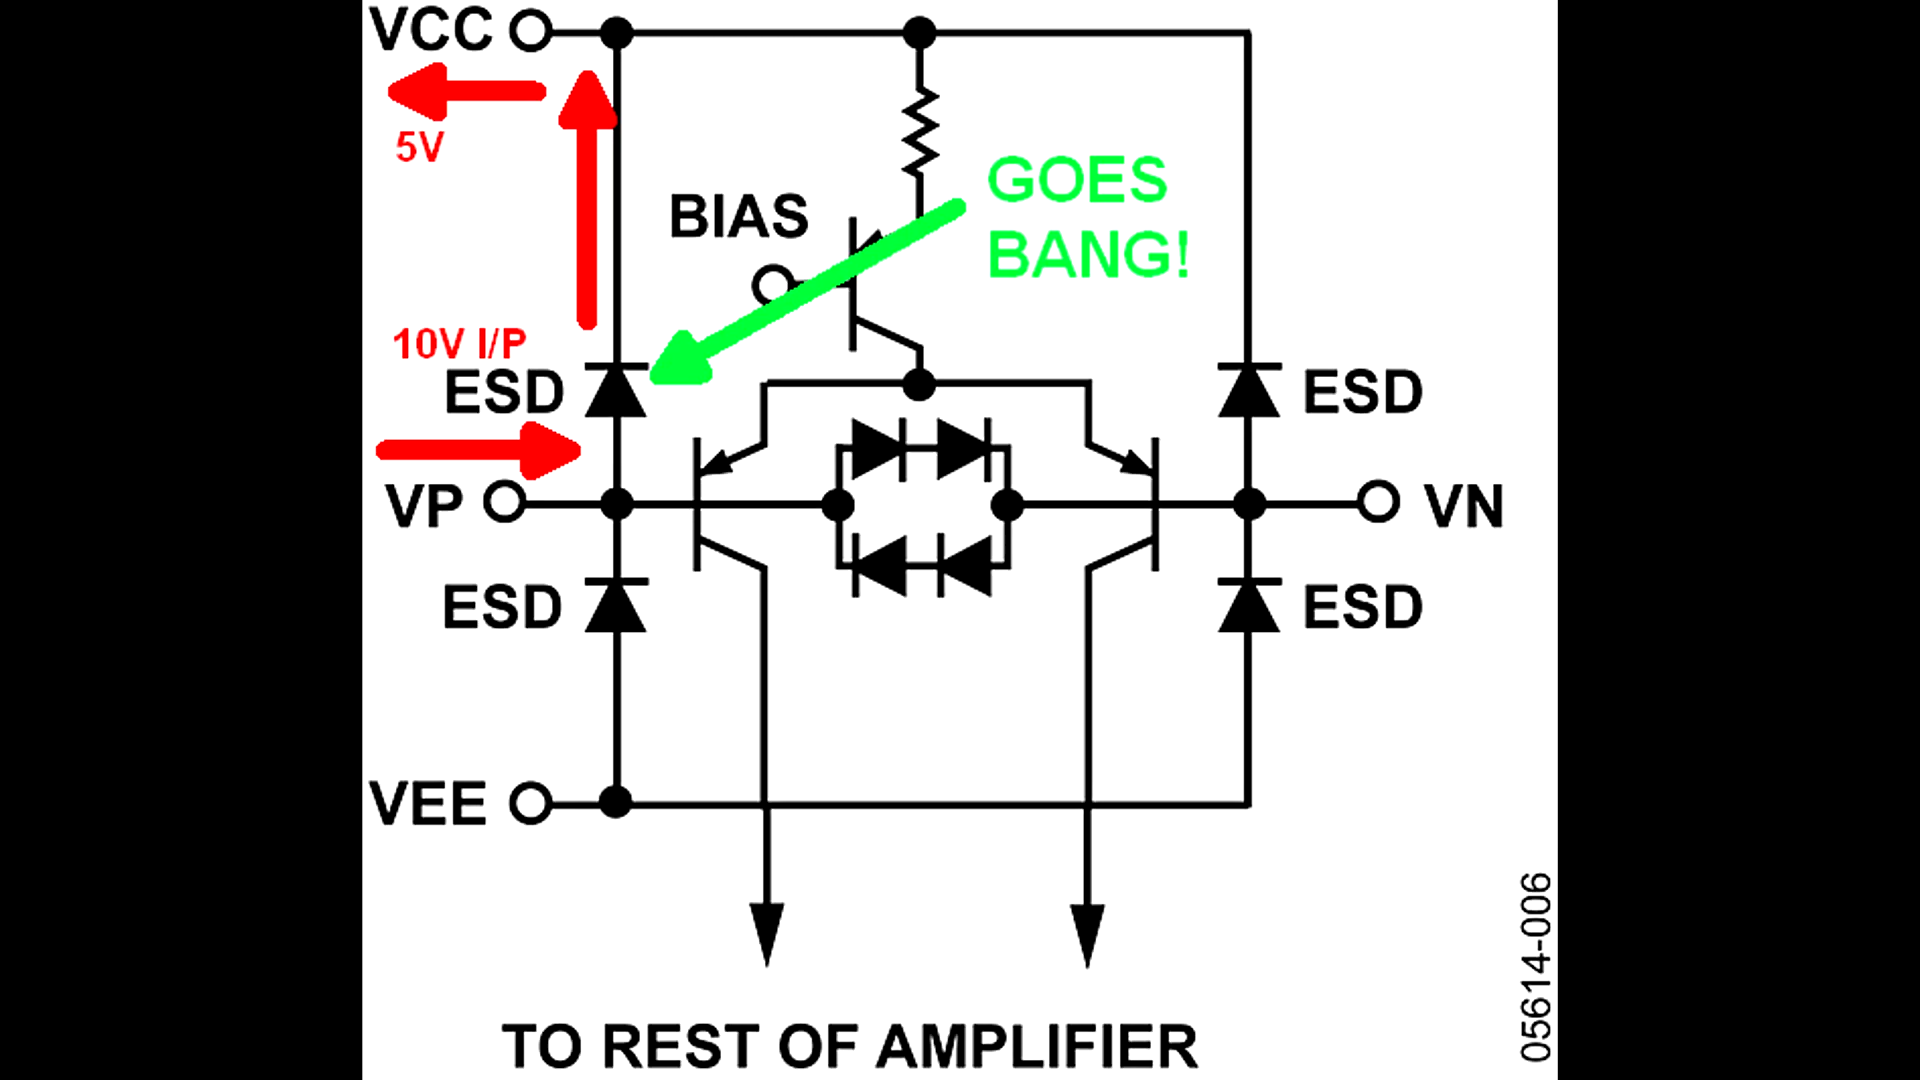 VCC
5V
GOES
BANG!
BIAS
10V I/P
ESD
ESD
VP
VN
ESD
ESD
VEE
05614-006
TO REST OF AMPLIFIER